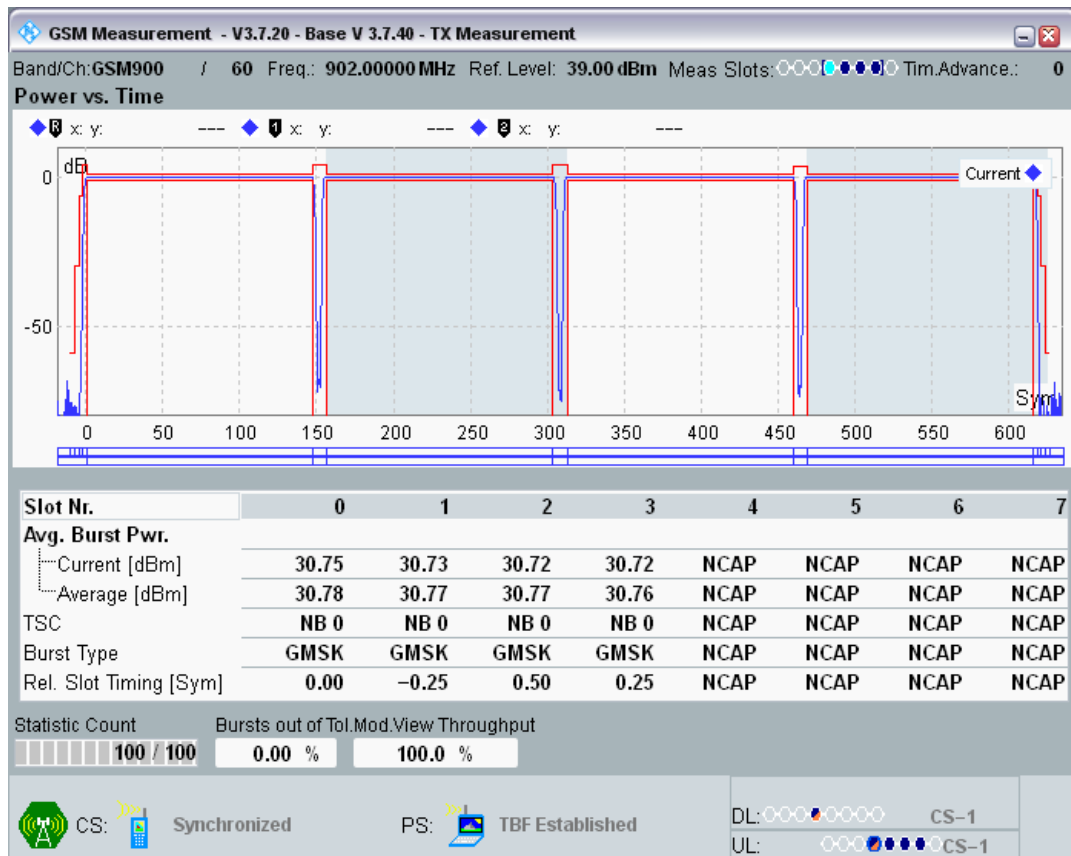 GSM Measurement - V3.7.20 - Base V 3.7.40 - TX Measurement
Band/Ch:GSM900 / 60 Freq.: 902.00000 MHz Ref. Level: 39.00 dBm Meas Slots: Tim.Advance.: 0
Power vs. Time
R x: y: --- 1 x: y: --- 2 x: y: ---
dB
Current
0
-50
Sym
0 50 100 150 200 250 300 350 400 450 500 550 600
Slot Nr. 0 1 2 3 4 5 6 7
Avg. Burst Pwr.
Current [dBm] 30.75 30.73 30.72 30.72 NCAP NCAP NCAP NCAP
Average [dBm] 30.78 30.77 30.77 30.76 NCAP NCAP NCAP NCAP
TSC NB 0 NB 0 NB 0 NB 0 NCAP NCAP NCAP NCAP
Burst Type GMSK GMSK GMSK GMSK NCAP NCAP NCAP NCAP
Rel. Slot Timing [Sym] 0.00 −0.25 0.50 0.25 NCAP NCAP NCAP NCAP
Statistic Count Bursts out of Tol.Mod.View Throughput
100 / 100 0.00 % 100.0 %
CS: Synchronized PS: TBF Established DL: CS−1
UL: CS−1